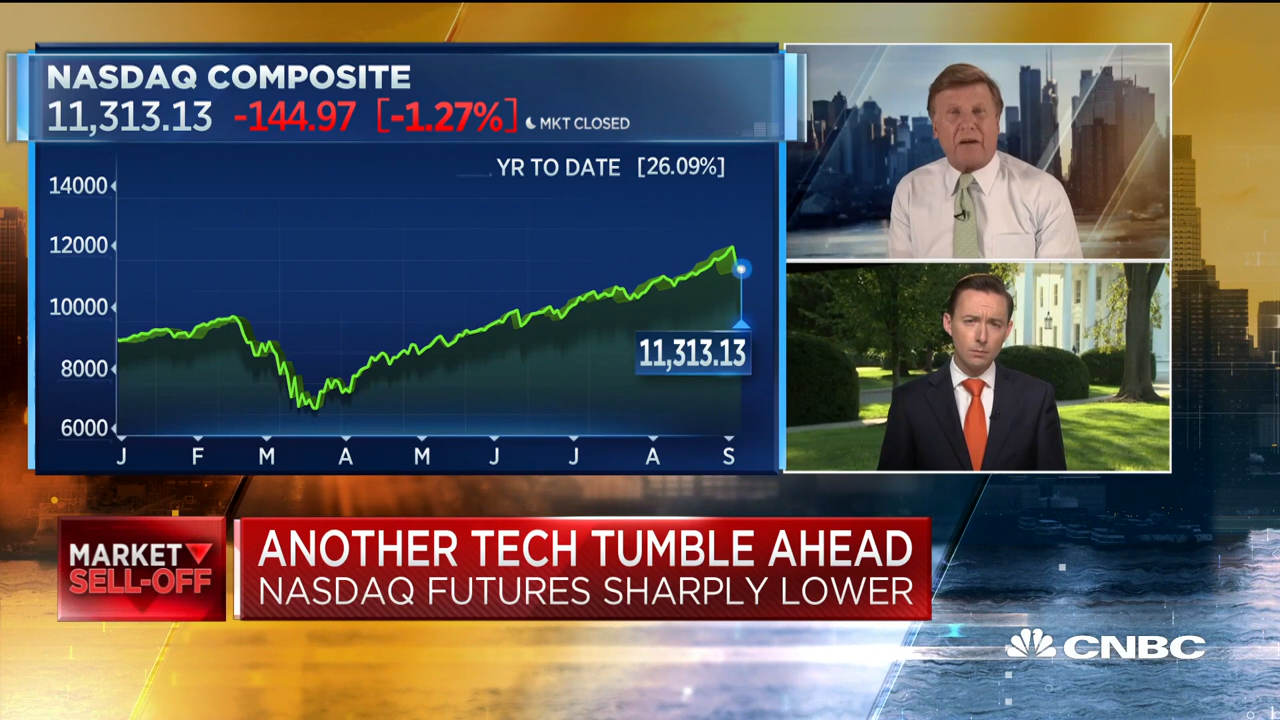 NASDAQ COMPOSITE
11,313.13 -144.97 [-1.27%] MKT CLOSED
YR TO DATE [26.09%]
14000
12000
10000
8000
6000
11,313.13
J F M A M J J A S
MARKET
SELL-OFF
ANOTHER TECH TUMBLE AHEAD
NASDAQ FUTURES SHARPLY LOWER
CNBC